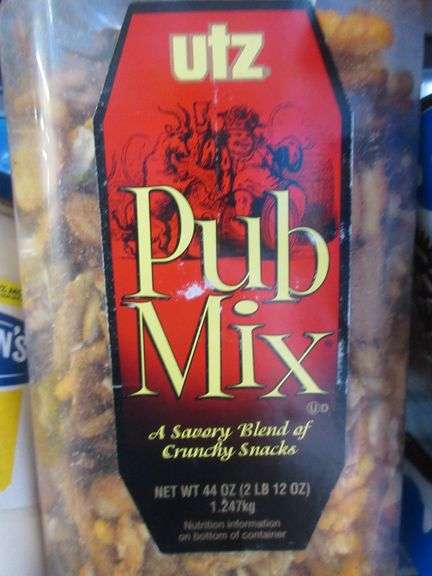 utz
Pub
Mix
UD
A Savory Blend of
Crunchy Snacks
NET WT 44 OZ (2 LB 12 OZ)
1.247kg
Nutrition information
on bottom of container
N'S